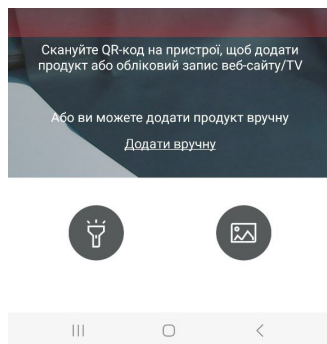 Скануйте QR-код на пристрої, щоб додати
продукт або обліковий запис веб-сайту/TV
Або ви можете додати продукт вручну
Додати вручну